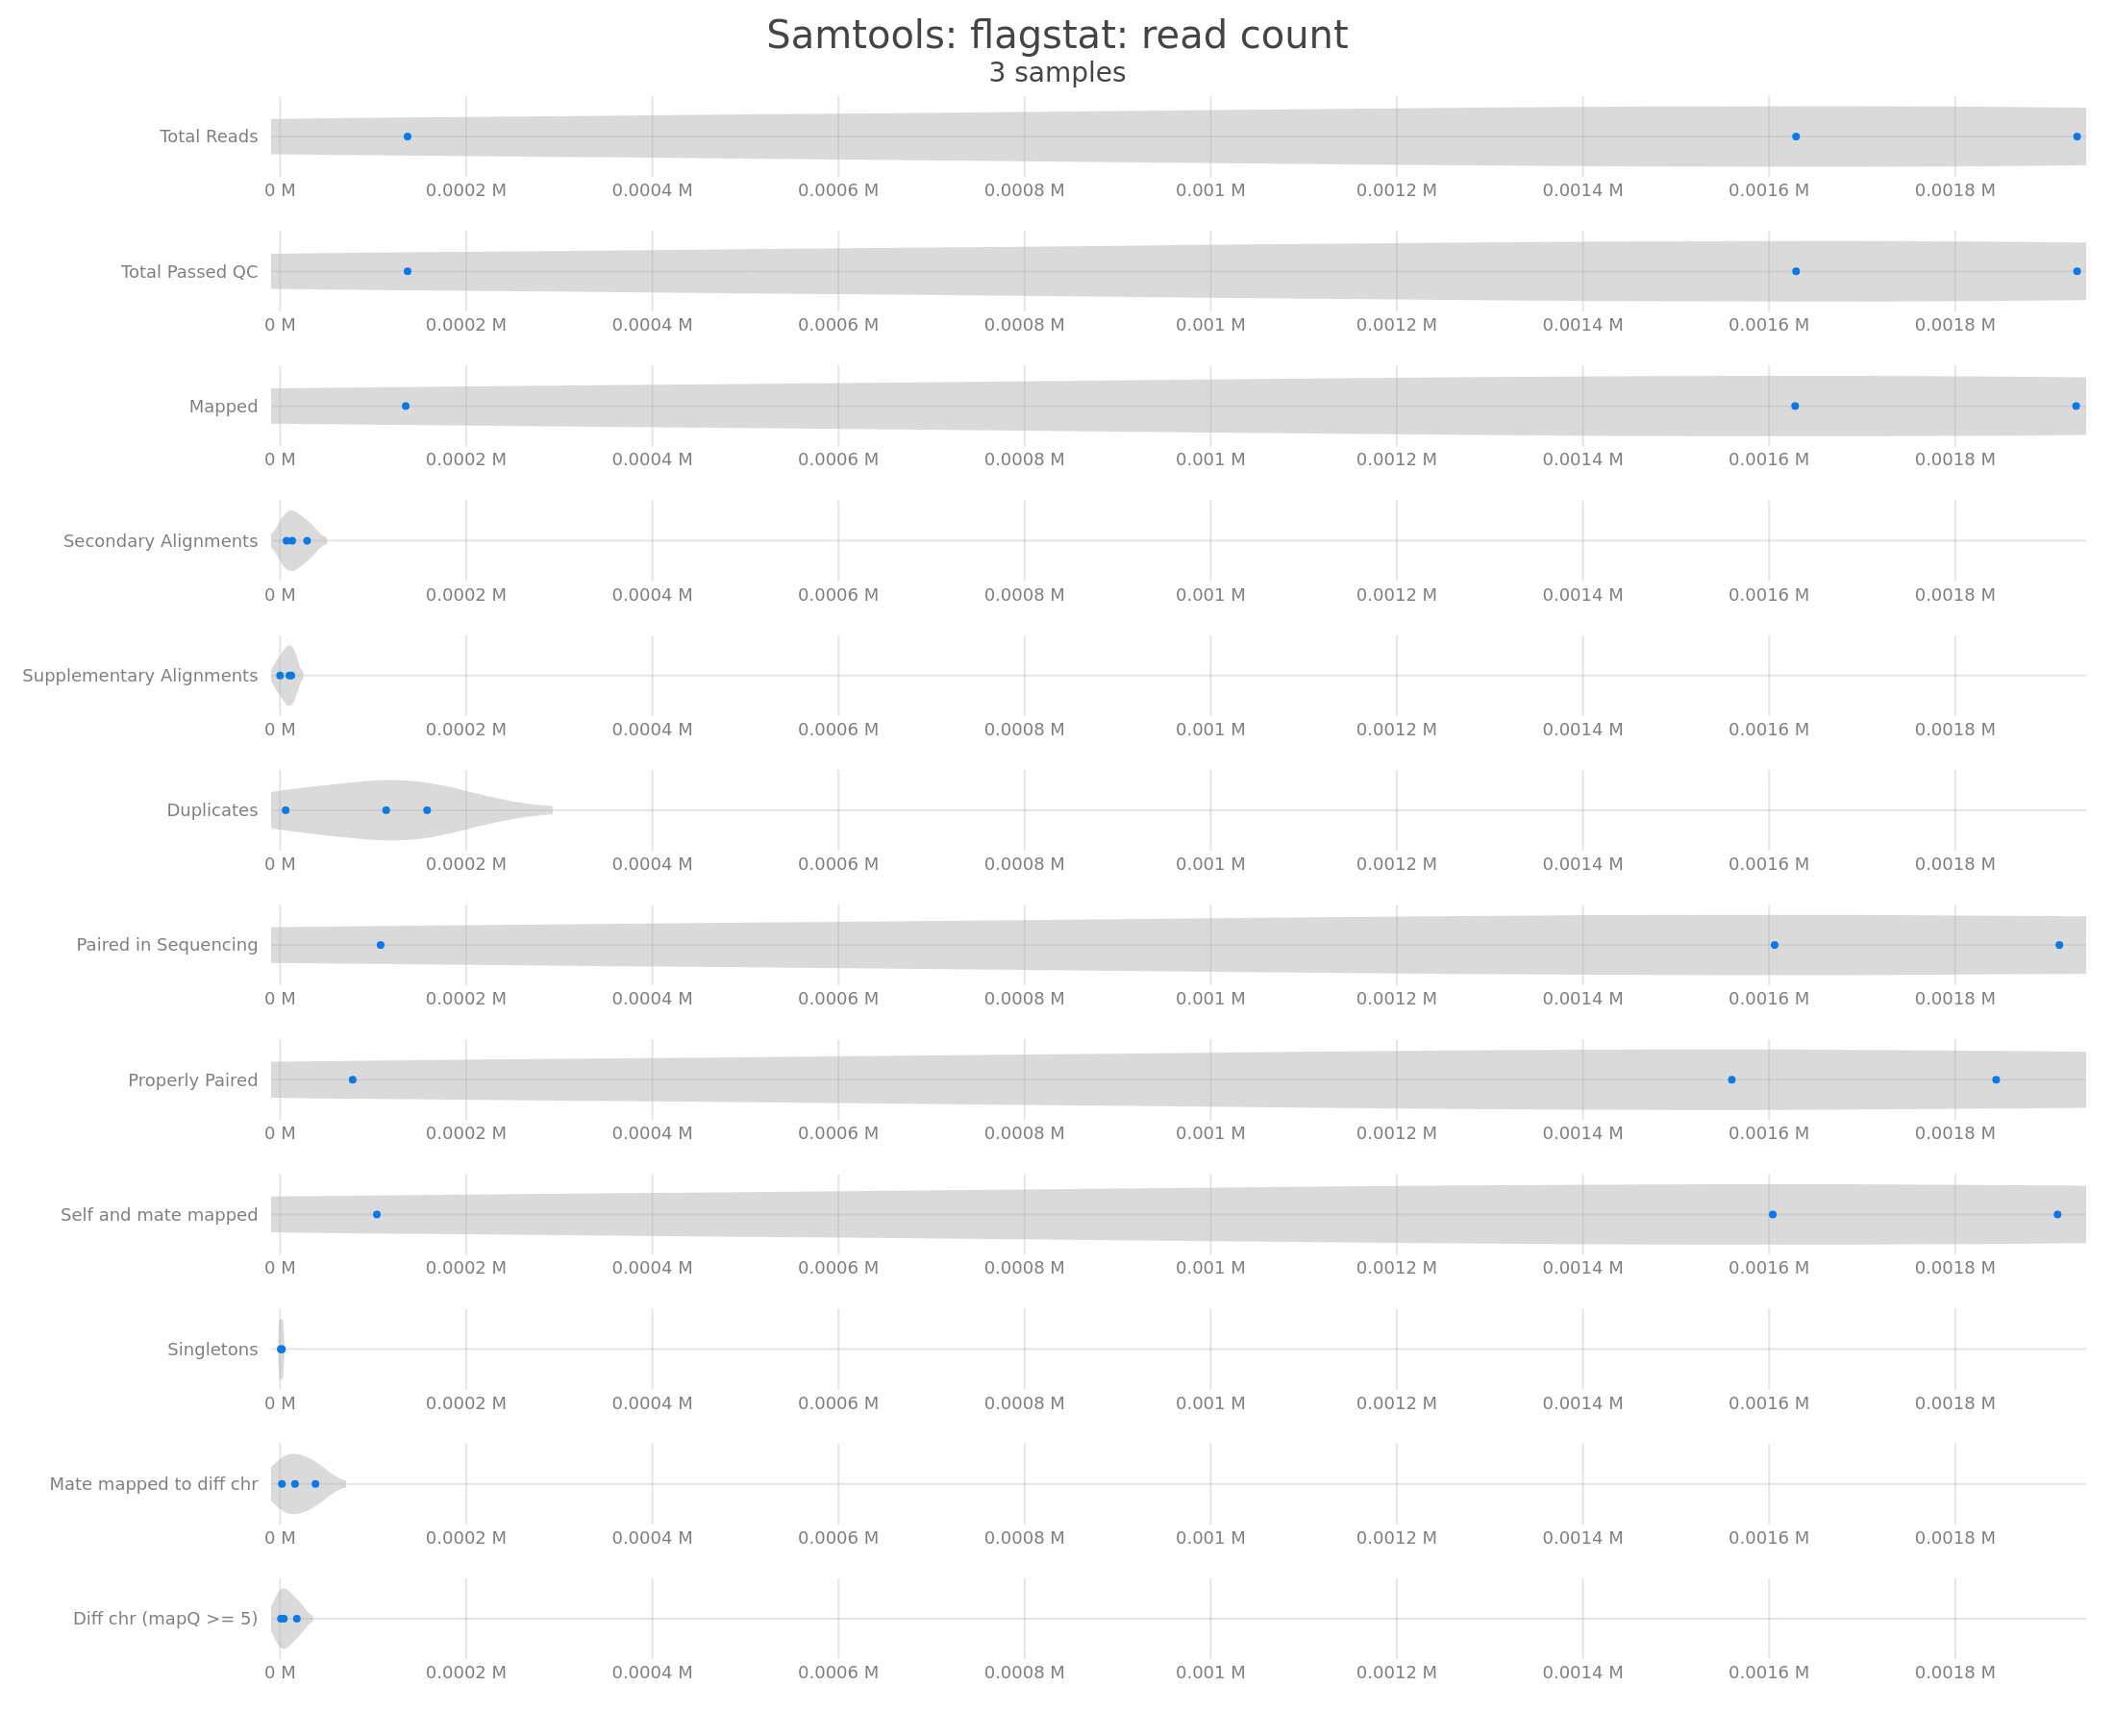 Samtools: flagstat: read count
3 samples
Total Reads
0 M 0.0002 M 0.0004 M 0.0006 M 0.0008 M 0.001 M 0.0012 M 0.0014 M 0.0016 M 0.0018 M
Total Passed QC
0 M 0.0002 M 0.0004 M 0.0006 M 0.0008 M 0.001 M 0.0012 M 0.0014 M 0.0016 M 0.0018 M
Mapped
0 M 0.0002 M 0.0004 M 0.0006 M 0.0008 M 0.001 M 0.0012 M 0.0014 M 0.0016 M 0.0018 M
Secondary Alignments
0 M 0.0002 M 0.0004 M 0.0006 M 0.0008 M 0.001 M 0.0012 M 0.0014 M 0.0016 M 0.0018 M
Supplementary Alignments
0 M 0.0002 M 0.0004 M 0.0006 M 0.0008 M 0.001 M 0.0012 M 0.0014 M 0.0016 M 0.0018 M
Duplicates
0 M 0.0002 M 0.0004 M 0.0006 M 0.0008 M 0.001 M 0.0012 M 0.0014 M 0.0016 M 0.0018 M
Paired in Sequencing
0 M 0.0002 M 0.0004 M 0.0006 M 0.0008 M 0.001 M 0.0012 M 0.0014 M 0.0016 M 0.0018 M
Properly Paired
0 M 0.0002 M 0.0004 M 0.0006 M 0.0008 M 0.001 M 0.0012 M 0.0014 M 0.0016 M 0.0018 M
Self and mate mapped
0 M 0.0002 M 0.0004 M 0.0006 M 0.0008 M 0.001 M 0.0012 M 0.0014 M 0.0016 M 0.0018 M
Singletons
0 M 0.0002 M 0.0004 M 0.0006 M 0.0008 M 0.001 M 0.0012 M 0.0014 M 0.0016 M 0.0018 M
Mate mapped to diff chr
0 M 0.0002 M 0.0004 M 0.0006 M 0.0008 M 0.001 M 0.0012 M 0.0014 M 0.0016 M 0.0018 M
Diff chr (mapQ >= 5)
0 M 0.0002 M 0.0004 M 0.0006 M 0.0008 M 0.001 M 0.0012 M 0.0014 M 0.0016 M 0.0018 M